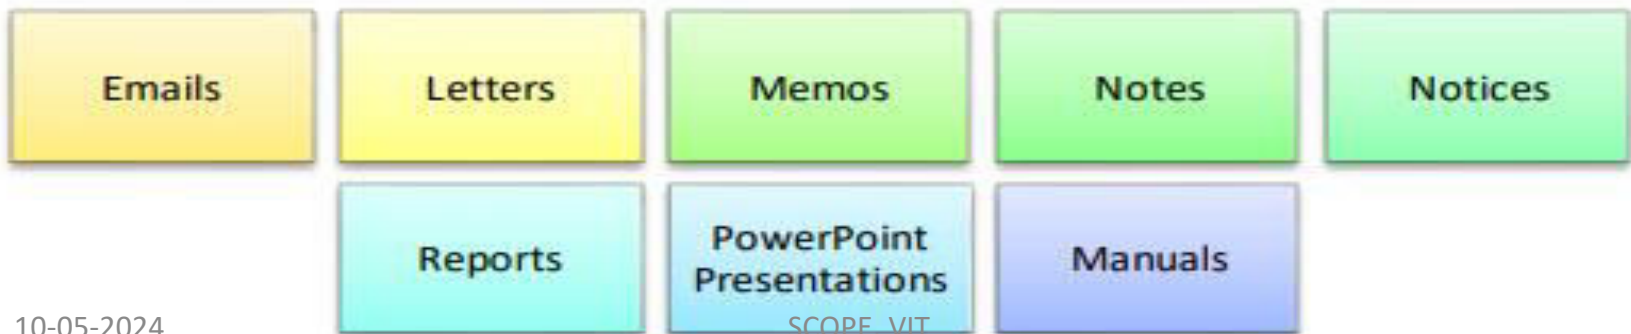 Emails
Letters
Memos
Notes
Notices
Reports
PowerPoint
Presentations
Manuals
10-05-2024
SCOPE, VIT